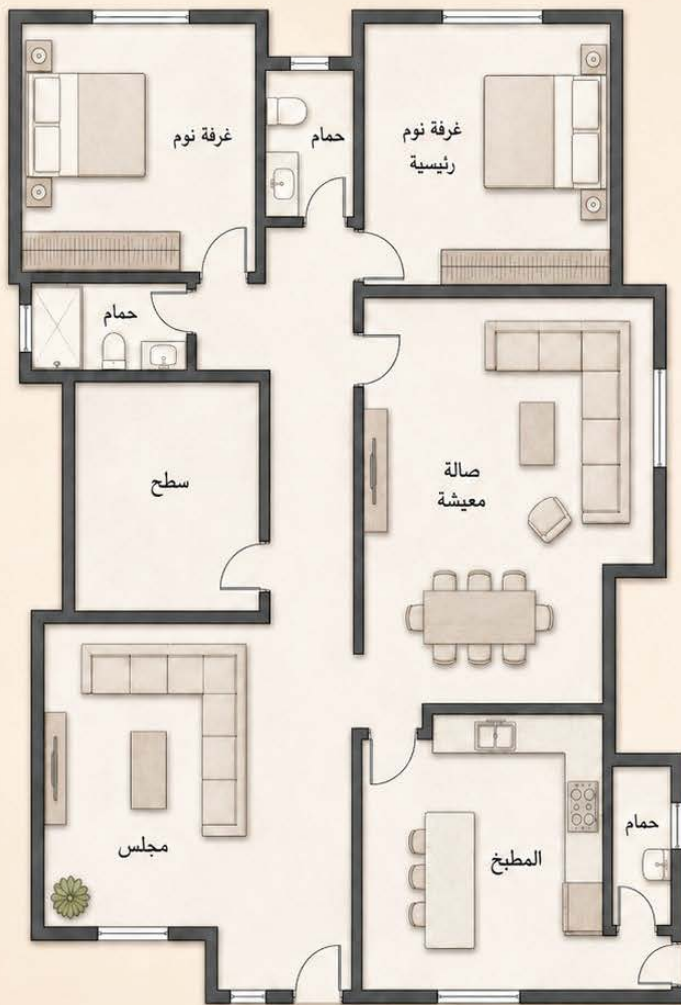 غرفة نوم
رئيسية
حمام
غرفة نوم
حمام
صالة
معيشة
سطح
المطبخ
حمام
مجلس